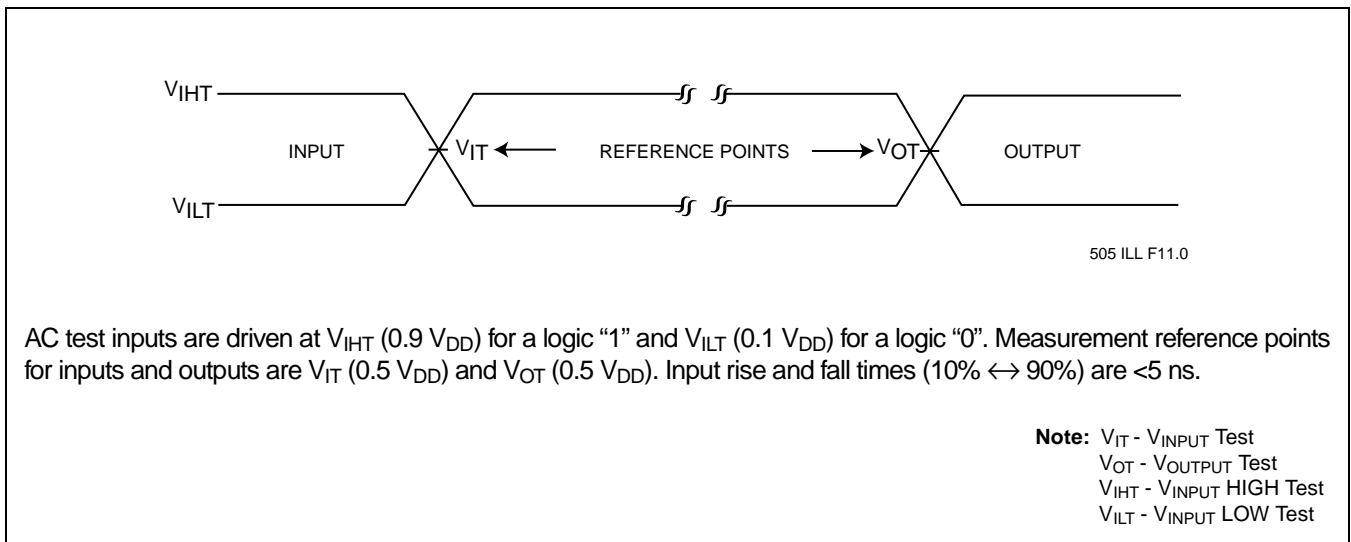 VIHT
INPUT VIT REFERENCE POINTS VOT OUTPUT
VILT
505 ILL F11.0
AC test inputs are driven at VIHT (0.9 VDD) for a logic “1” and VILT (0.1 VDD) for a logic “0”. Measurement reference points
for inputs and outputs are VIT (0.5 VDD) and VOT (0.5 VDD). Input rise and fall times (10% ↔ 90%) are <5 ns.
Note: VIT - VINPUT Test
VOT - VOUTPUT Test
VIHT - VINPUT HIGH Test
VILT - VINPUT LOW Test